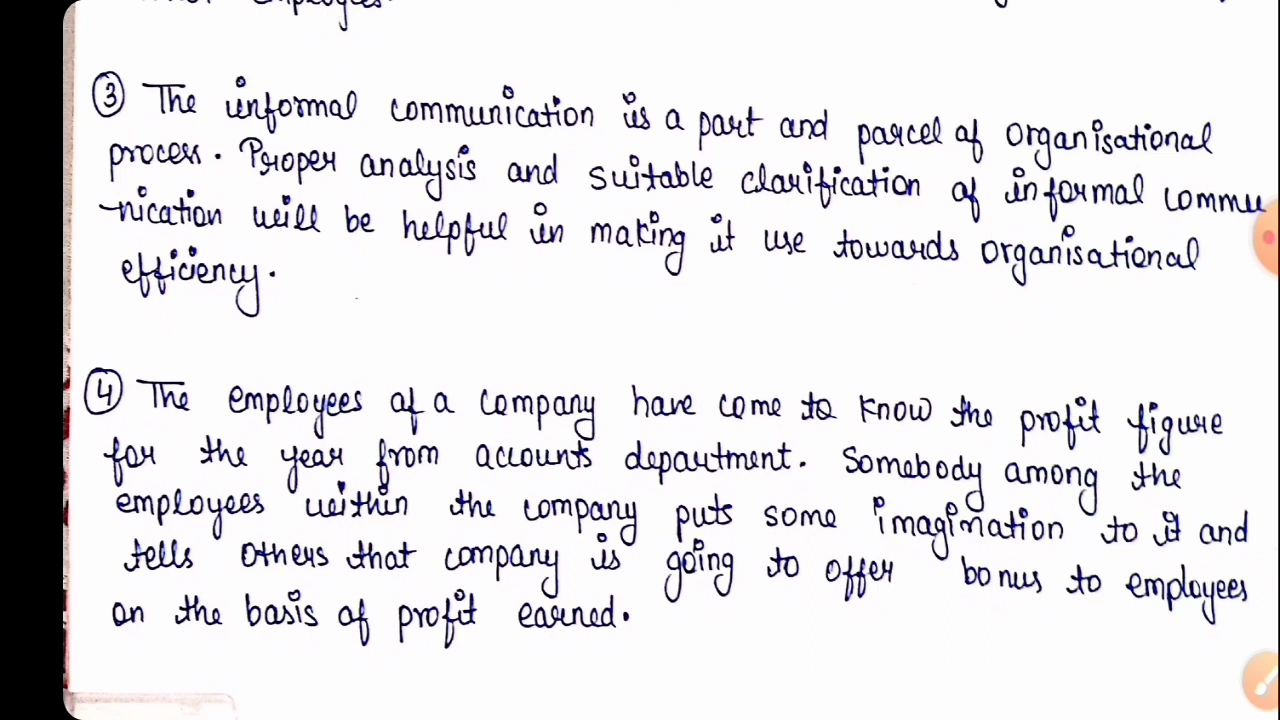 employees.
③ The informal communication is a part and parcel of organisational
process. Proper analysis and suitable clarification of informal commu
-nication will be helpful in making it use towards organisational
efficiency.
④ The employees of a company have come to know the profit figure
for the year from accounts department. Somebody among the
employees within the company puts some imagination to it and
tells others that company is going to offer bonus to employees
on the basis of profit earned.